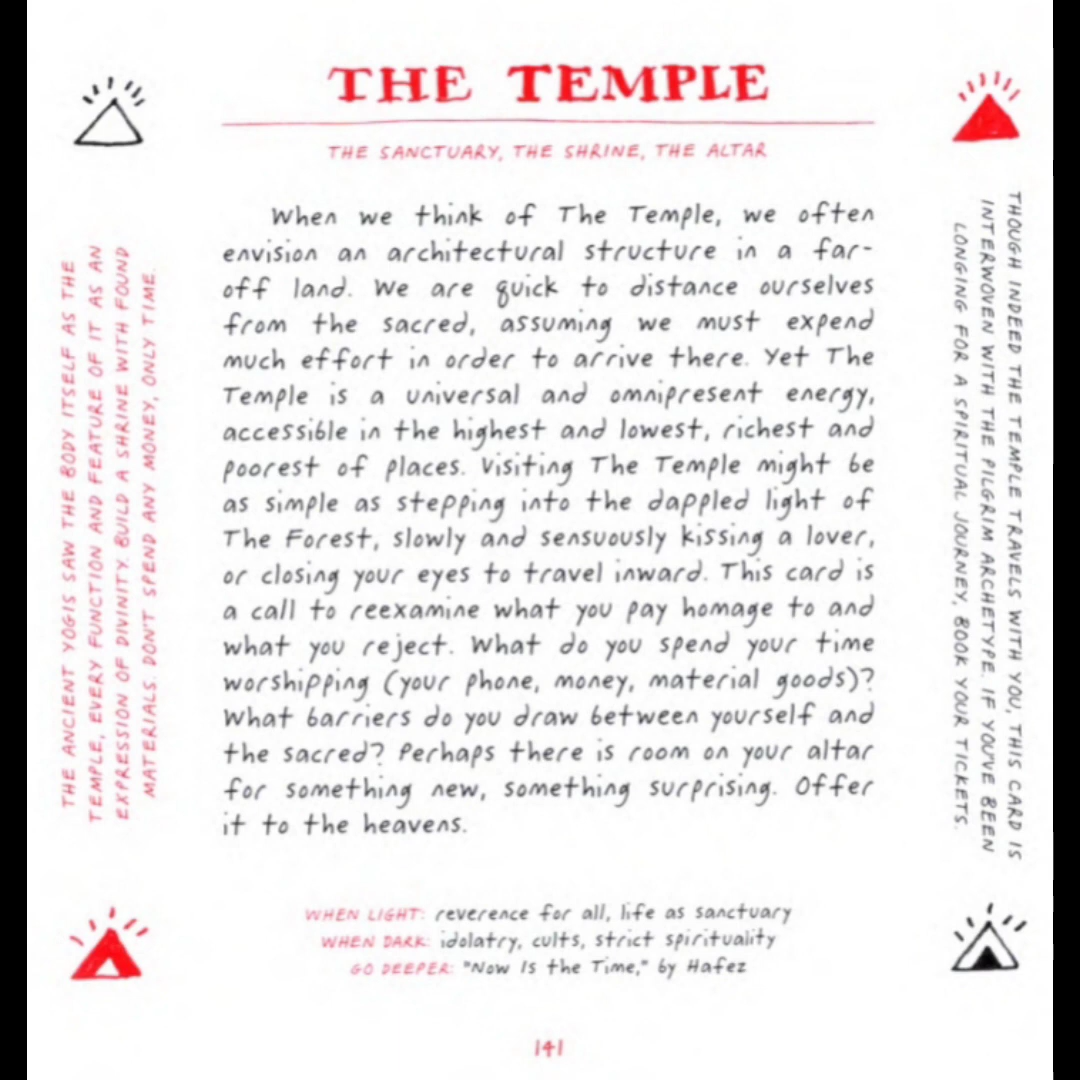 THE TEMPLE
THE SANCTUARY, THE SHRINE, THE ALTAR
When we think of The Temple, we often
envision an architectural structure in a far-
off land. We are quick to distance ourselves
from the sacred, assuming we must expend
much effort in order to arrive there. Yet The
Temple is a universal and omnipresent energy,
accessible in the highest and lowest, richest and
poorest of places. Visiting The Temple might be
as simple as stepping into the dappled light of
The Forest, slowly and sensuously kissing a lover,
or closing your eyes to travel inward. This card is
a call to reexamine what you pay homage to and
what you reject. What do you spend your time
worshipping (your phone, money, material goods)?
What barriers do you draw between yourself and
the sacred? Perhaps there is room on your altar
for something new, something surprising. Offer
it to the heavens.
WHEN LIGHT: reverence for all, life as sanctuary
WHEN DARK: idolatry, cults, strict spirituality
GO DEEPER: "Now Is the Time," by Hafez
THE ANCIENT YOGIS SAW THE BODY ITSELF AS THE
TEMPLE, EVERY FUNCTION AND FEATURE OF IT AS AN
EXPRESSION OF DIVINITY. BUILD A SHRINE WITH FOUND
MATERIALS. DON'T SPEND ANY MONEY, ONLY TIME.
THOUGH INDEED THE TEMPLE TRAVELS WITH YOU, THIS CARD IS
INTERWOVEN WITH THE PILGRIM ARCHETYPE. IF YOU'VE BEEN
LONGING FOR A SPIRITUAL JOURNEY, BOOK YOUR TICKETS.
141